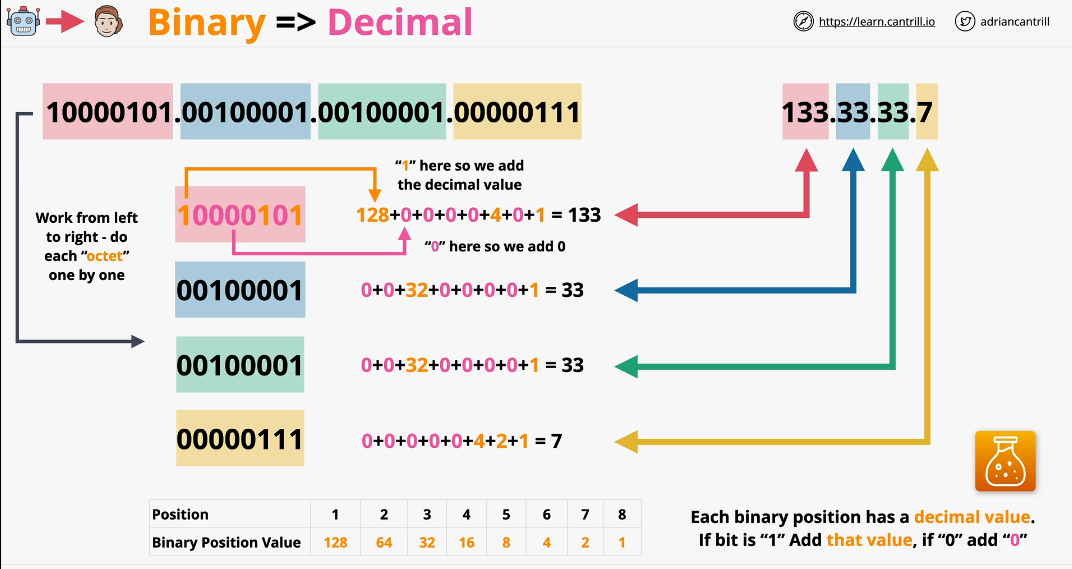 Binary => Decimal
https://learn.cantrill.io
adriancantrill
10000101.00100001.00100001.00000111
133.33.33.7
"1" here so we add
the decimal value
Work from left
to right - do
each "octet"
one by one
10000101
128+0+0+0+0+4+0+1 = 133
"0" here so we add 0
00100001
0+0+32+0+0+0+0+1 = 33
00100001
0+0+32+0+0+0+0+1 = 33
00000111
0+0+0+0+0+4+2+1 = 7
Position 1 2 3 4 5 6 7 8
Binary Position Value 128 64 32 16 8 4 2 1
Each binary position has a decimal value.
If bit is "1" Add that value, if "0" add "0"